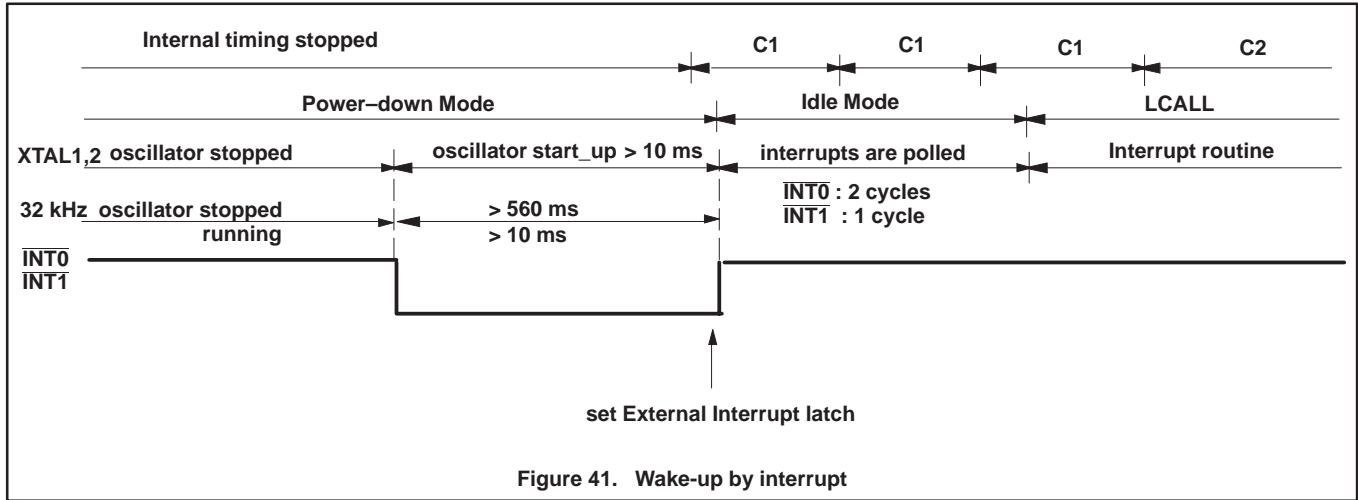 Internal timing stopped C1 C1 C1 C2
Power–down Mode Idle Mode LCALL
XTAL1,2 oscillator stopped oscillator start_up > 10 ms interrupts are polled Interrupt routine
INT0 : 2 cycles
INT1 : 1 cycle
32 kHz oscillator stopped > 560 ms
running > 10 ms
INT0
INT1
set External Interrupt latch
Figure 41. Wake-up by interrupt